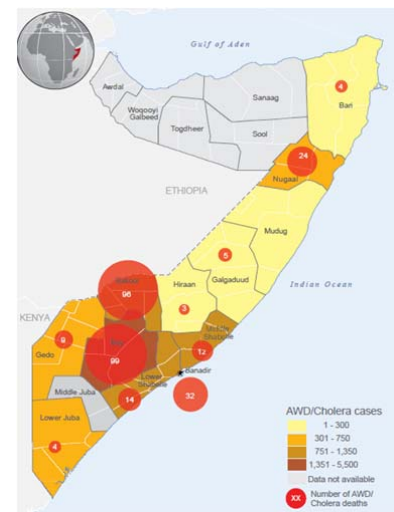 Gulf of Aden
Awdal
Woqooyi
Galbeed
Togdheer
Sanaag
Sool
4
Bari
24
Nugaal
ETHIOPIA
Mudug
5
Galgaduud
Indian Ocean
Hiraan
3
96
KENYA
9
Gedo
Bay
99
Middle
Shabelle
12
Banadir
Lower
Shabelle
14
32
Middle Juba
Lower Juba
4
AWD/Cholera cases
1 - 300
301 - 750
751 - 1,350
1,351 - 5,500
Data not available
XX
Number of AWD/
Cholera deaths